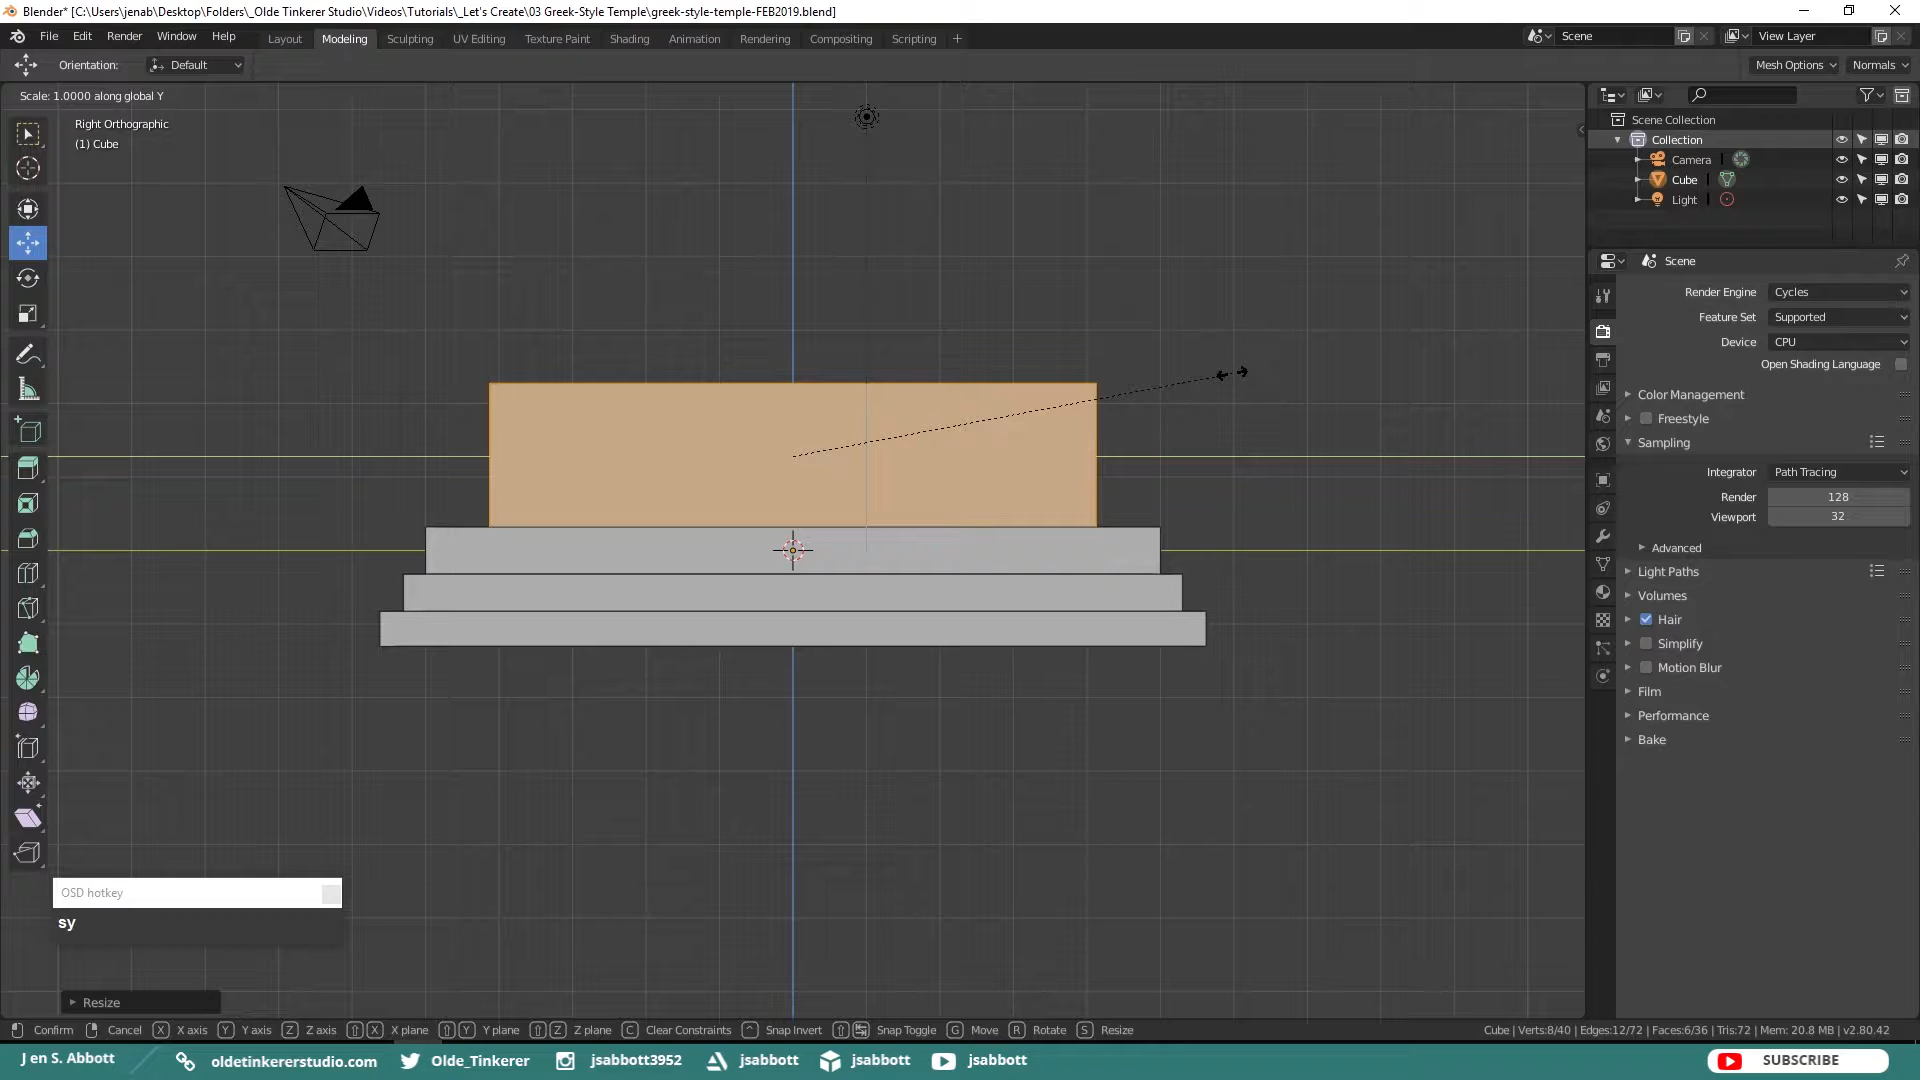 Blender* [C:\Users\jenab\Desktop\Folders\_Olde Tinkerer Studio\Videos\Tutorials\_Let's Create\03 Greek-Style Temple\greek-style-temple-FEB2019.blend]
File Edit Render Window Help Layout Modeling Sculpting UV Editing Texture Paint Shading Animation Rendering Compositing Scripting + Scene View Layer
Orientation: Default Mesh Options Normals
Scale: 1.0000 along global Y
Right Orthographic
(1) Cube
Scene Collection
Collection
Camera
Cube
Light
Scene
Render Engine Cycles
Feature Set Supported
Device CPU
Open Shading Language
Color Management
Freestyle
Sampling
Integrator Path Tracing
Render 128
Viewport 32
Advanced
Light Paths
Volumes
Hair
Simplify
Motion Blur
Film
Performance
Bake
OSD hotkey
sy
Resize
Confirm Cancel X X axis Y Y axis Z Z axis X X plane Y Y plane Z Z plane C Clear Constraints ^ Snap Invert Snap Toggle G Move R Rotate S Resize Cube | Verts:8/40 | Edges:12/72 | Faces:6/36 | Tris:72 | Mem: 20.8 MB | v2.80.42
J en S. Abbott oldetinkererstudio.com Olde_Tinkerer jsabbott3952 jsabbott jsabbott jsabbott SUBSCRIBE